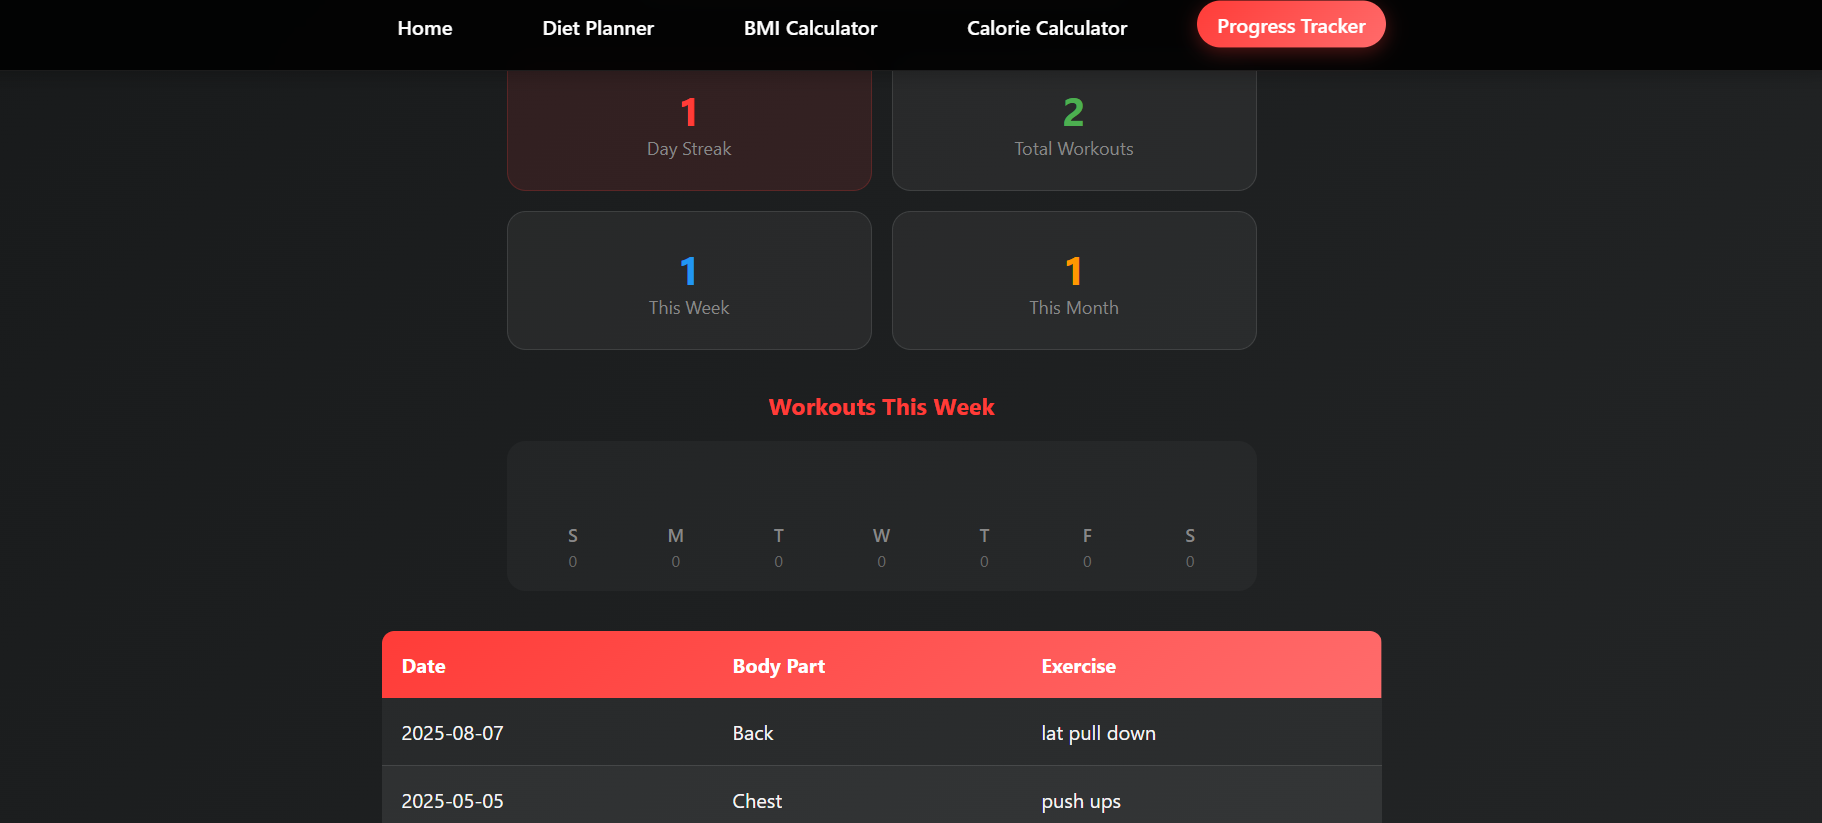 Home Diet Planner BMI Calculator Calorie Calculator Progress Tracker
1 2
Day Streak Total Workouts
1 1
This Week This Month
Workouts This Week
S M T W T F S
0 0 0 0 0 0 0
Date Body Part Exercise
2025-08-07 Back lat pull down
2025-05-05 Chest push ups